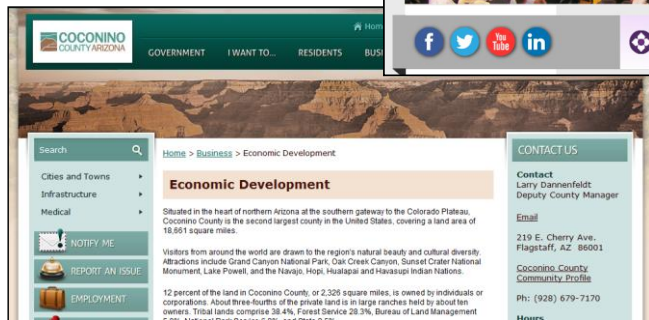 COCONINO
COUNTY ARIZONA
Hom
GOVERNMENT
I WANT TO...
RESIDENTS
BUSI
You
Tube
Search
Cities and Towns
Infrastructure
Medical
NOTIFY ME
REPORT AN ISSUE
EMPLOYMENT
Home > Business > Economic Development
Economic Development
Situated in the heart of northern Arizona at the southern gateway to the Colorado Plateau,
Coconino County is the second largest county in the United States, covering a land area of
18,661 square miles.
Visitors from around the world are drawn to the region's natural beauty and cultural diversity.
Attractions include Grand Canyon National Park, Oak Creek Canyon, Sunset Crater National
Monument, Lake Powell, and the Navajo, Hopi, Hualapai and Havasupi Indian Nations.
12 percent of the land in Coconino County, or 2,326 square miles, is owned by individuals or
corporations. About three-fourths of the private land is in large ranches held by about ten
owners. Tribal lands comprise 38.4%, Forest Service 28.3%, Bureau of Land Management
CONTACT US
Contact
Larry Dannenfeldt
Deputy County Manager
Email
219 E. Cherry Ave.
Flagstaff, AZ 86001
Coconino County
Community Profile
Ph: (928) 679-7170
Hours